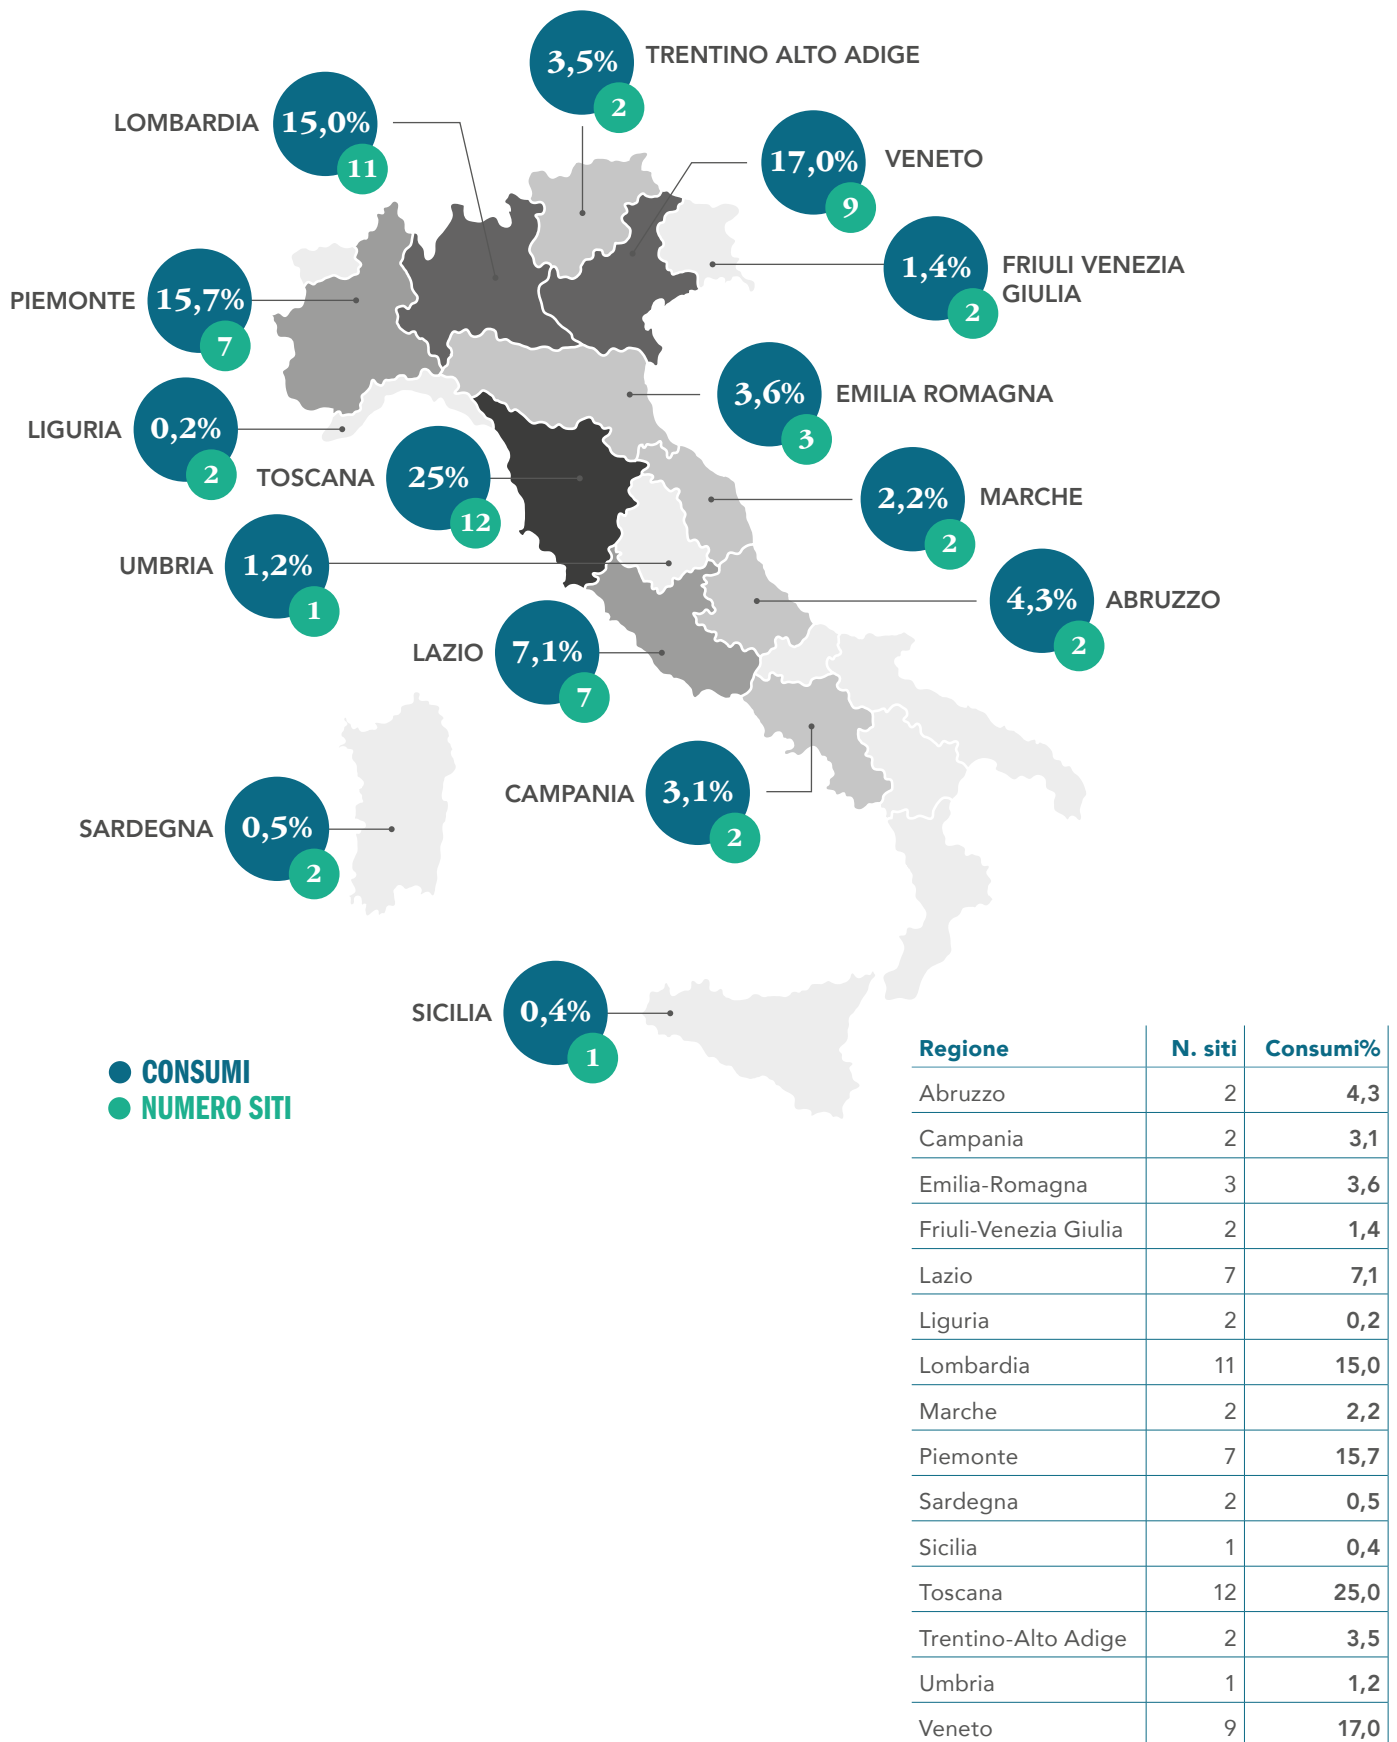 TRENTINO ALTO ADIGE
3,5%
2
LOMBARDIA
15,0%
11
VENETO
17,0%
9
FRIULI VENEZIA
GIULIA
1,4%
2
PIEMONTE
15,7%
7
EMILIA ROMAGNA
3,6%
3
LIGURIA
0,2%
2
TOSCANA
25%
12
MARCHE
2,2%
2
UMBRIA
1,2%
1
ABRUZZO
4,3%
2
LAZIO
7,1%
7
CAMPANIA
3,1%
2
SARDEGNA
0,5%
2
SICILIA
0,4%
1
CONSUMI
NUMERO SITI
Regione N. siti Consumi%
Abruzzo 2 4,3
Campania 2 3,1
Emilia-Romagna 3 3,6
Friuli-Venezia Giulia 2 1,4
Lazio 7 7,1
Liguria 2 0,2
Lombardia 11 15,0
Marche 2 2,2
Piemonte 7 15,7
Sardegna 2 0,5
Sicilia 1 0,4
Toscana 12 25,0
Trentino-Alto Adige 2 3,5
Umbria 1 1,2
Veneto 9 17,0